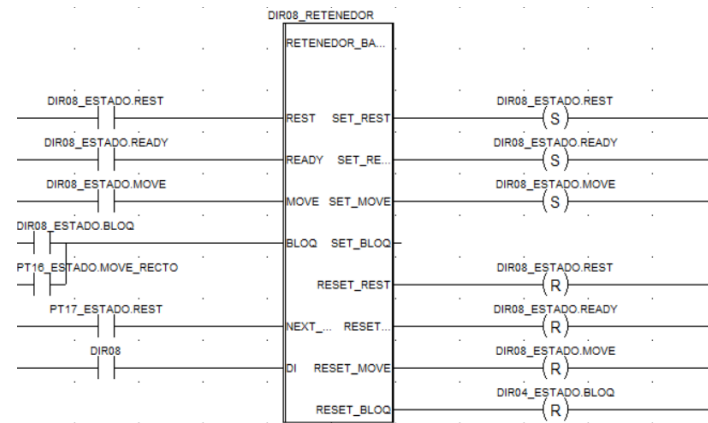 DIR08_RETENEDOR
RETENEDOR_BA...
DIR08_ESTADO.REST
REST SET_REST
DIR08_ESTADO.REST
S
DIR08_ESTADO.READY
READY SET_RE...
DIR08_ESTADO.READY
S
DIR08_ESTADO.MOVE
MOVE SET_MOVE
DIR08_ESTADO.MOVE
S
DIR08_ESTADO.BLOQ
BLOQ SET_BLOQ
PT16_ESTADO.MOVE_RECTO
RESET_REST
DIR08_ESTADO.REST
R
PT17_ESTADO.REST
NEXT_... RESET...
DIR08_ESTADO.READY
R
DIR08
DI RESET_MOVE
DIR08_ESTADO.MOVE
R
RESET_BLOQ
DIR04_ESTADO.BLOQ
R